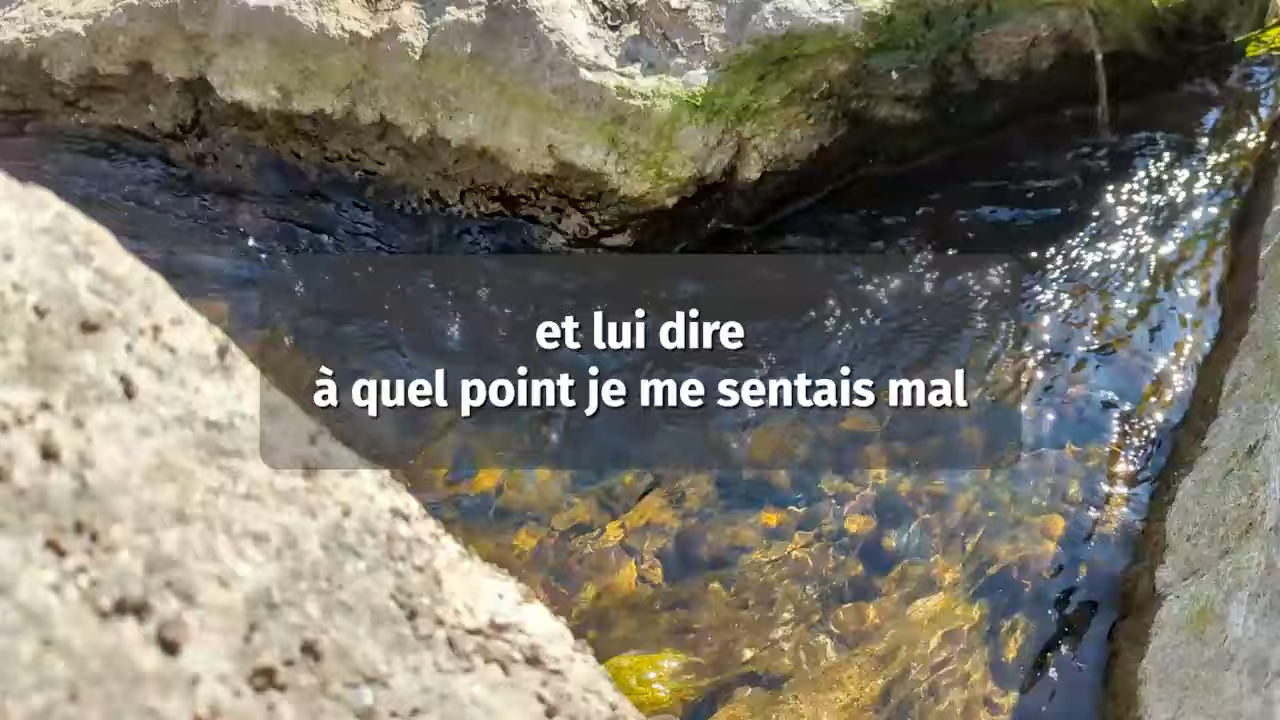 et lui dire
à quel point je me sentais mal